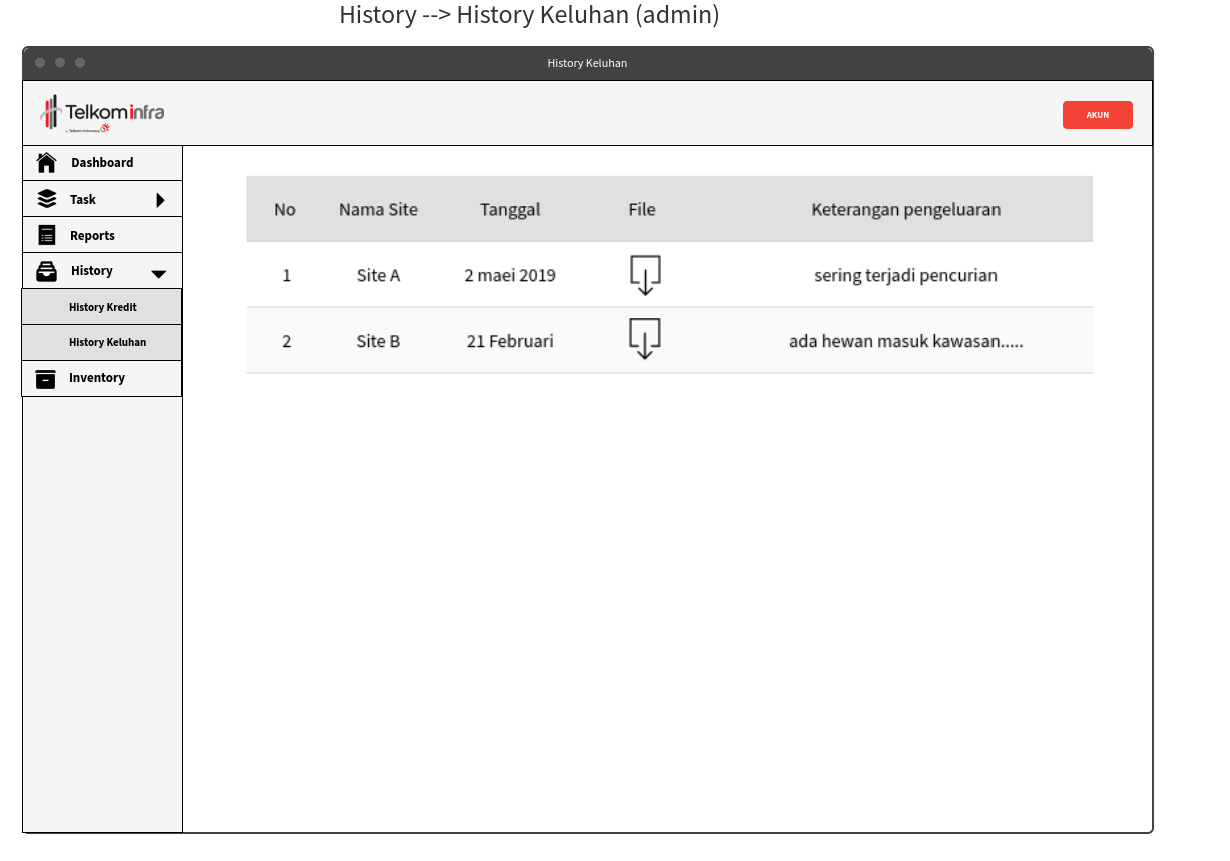 History --> History Keluhan (admin)
History Keluhan
Telkominfra
by Telkom Indonesia
AKUN
Dashboard
Task
Reports
History
History Kredit
History Keluhan
Inventory
No Nama Site Tanggal File Keterangan pengeluaran
1 Site A 2 maei 2019 sering terjadi pencurian
2 Site B 21 Februari ada hewan masuk kawasan.....